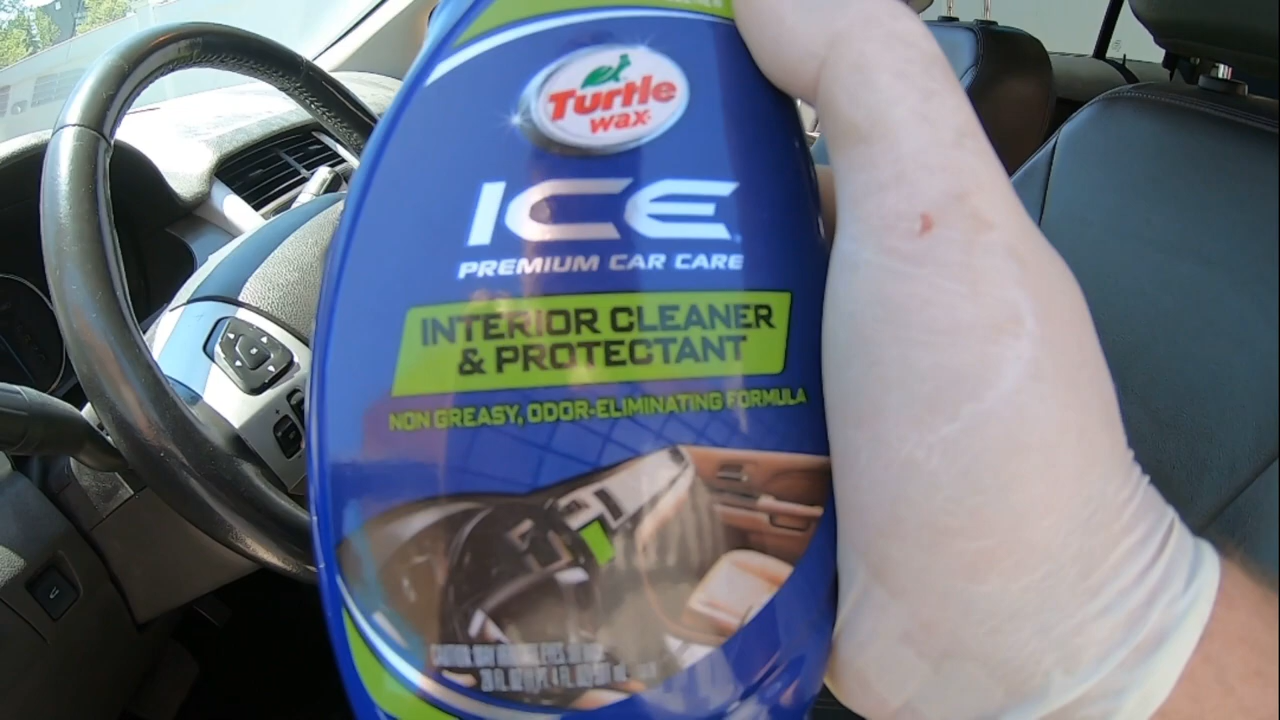 Turtle
wax
ICE
PREMIUM CAR CARE
INTERIOR CLEANER
& PROTECTANT
NON GREASY, ODOR-ELIMINATING FORMULA